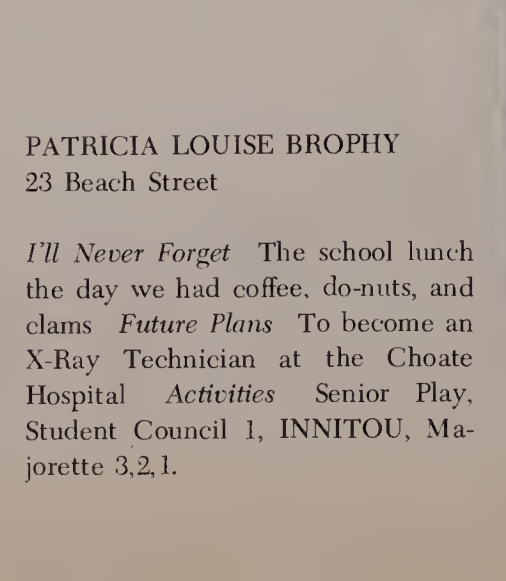 PATRICIA LOUISE BROPHY
23 Beach Street
I'll Never Forget The school lunch
the day we had coffee, do-nuts, and
clams Future Plans To become an
X-Ray Technician at the Choate
Hospital Activities Senior Play,
Student Council 1, INNITOU, Ma-
jorette 3,2,1.